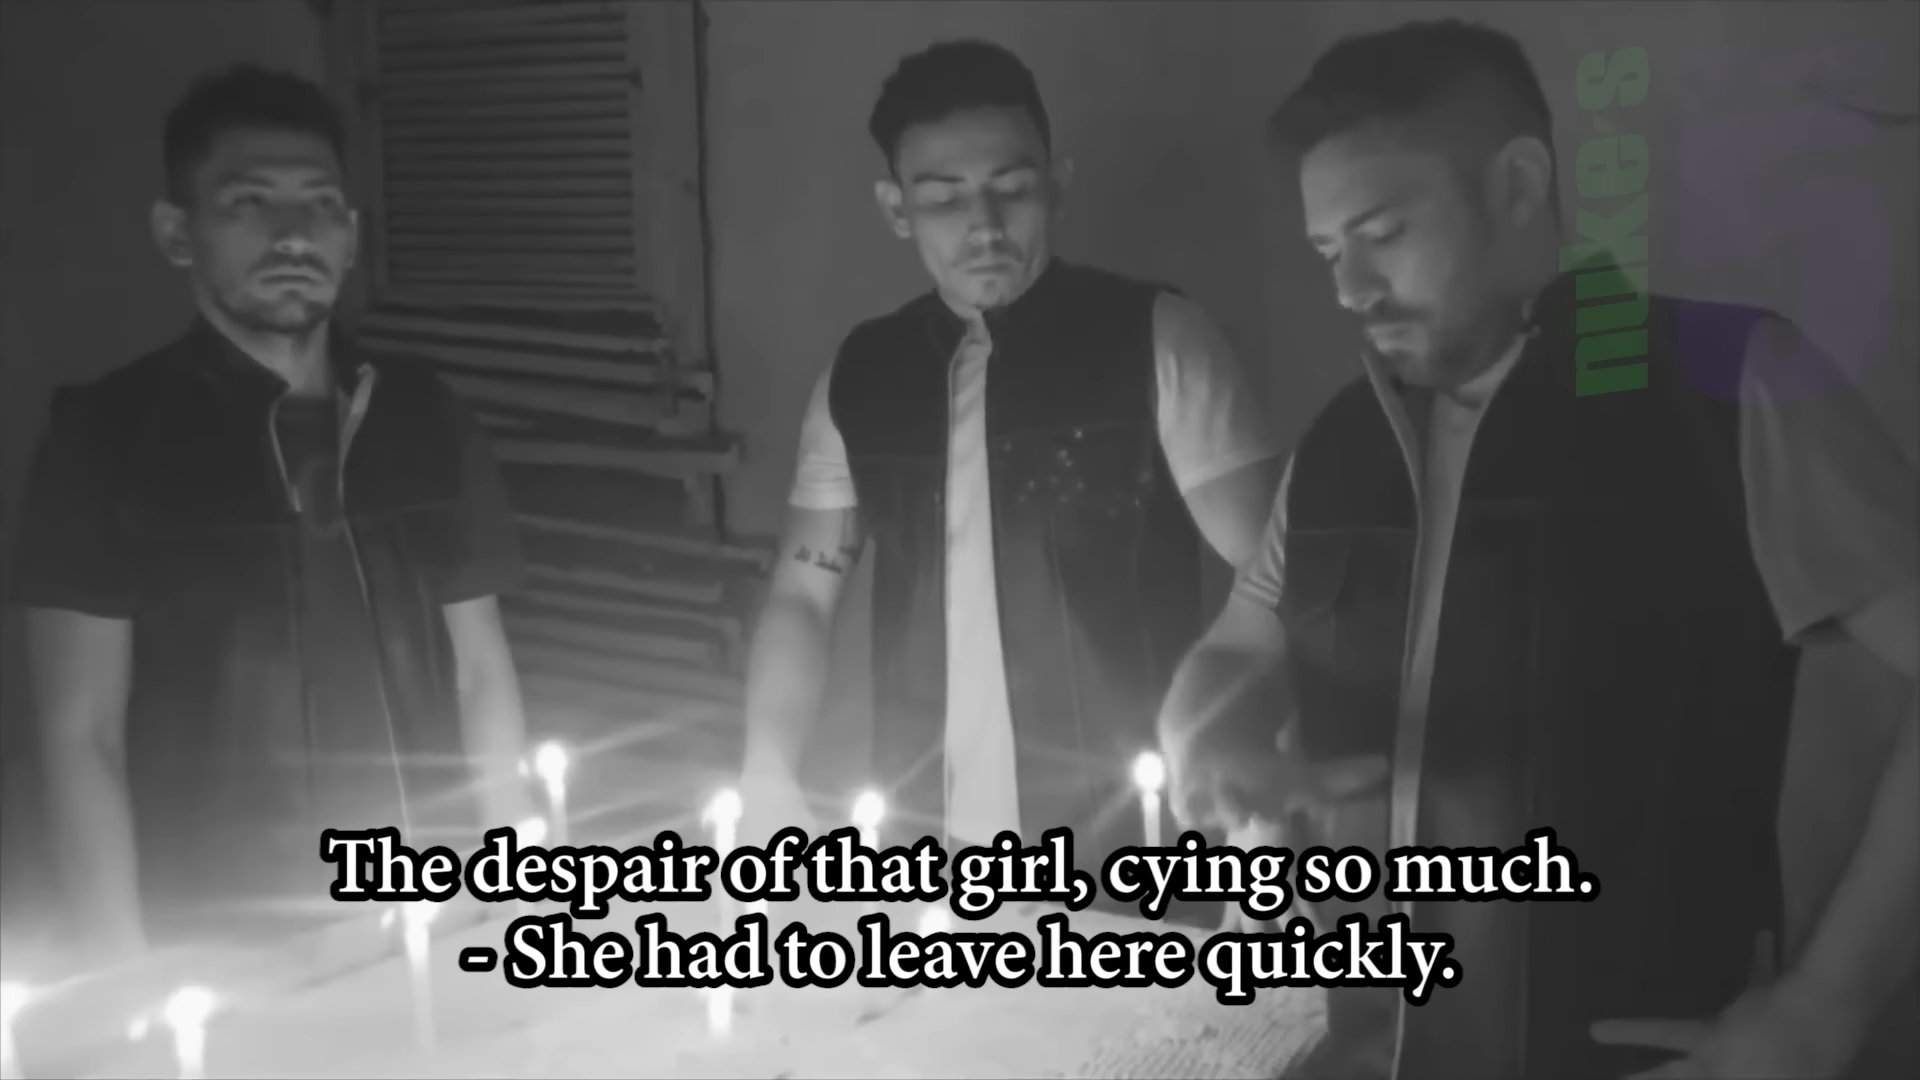 nuke's
The despair of that girl, cying so much.
- She had to leave here quickly.